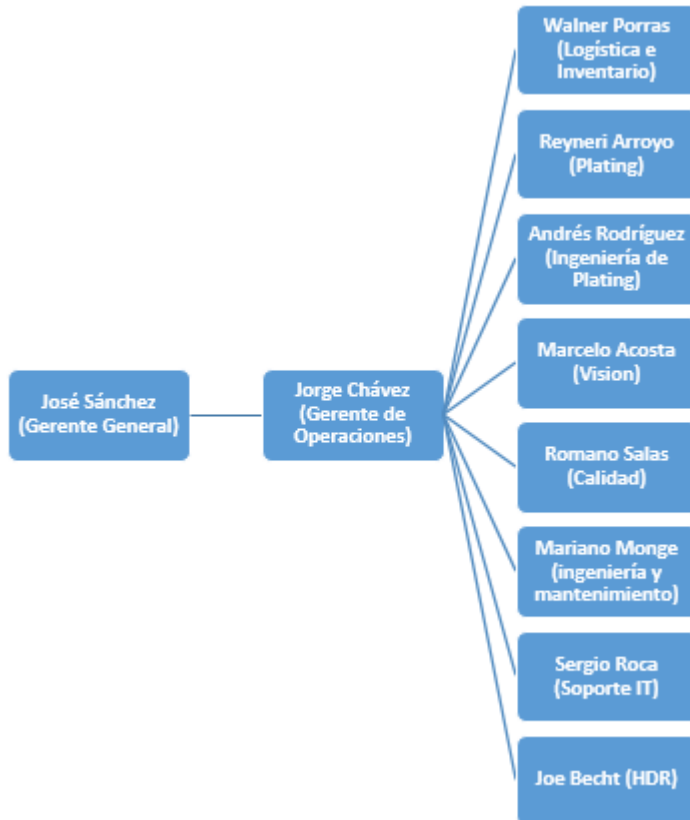 José Sánchez
(Gerente General)
Jorge Chávez
(Gerente de
Operaciones)
Walner Porras
(Logística e
Inventario)
Reyneri Arroyo
(Plating)
Andrés Rodríguez
(Ingeniería de
Plating)
Marcelo Acosta
(Vision)
Romano Salas
(Calidad)
Mariano Monge
(ingeniería y
mantenimiento)
Sergio Roca
(Soporte IT)
Joe Becht (HDR)